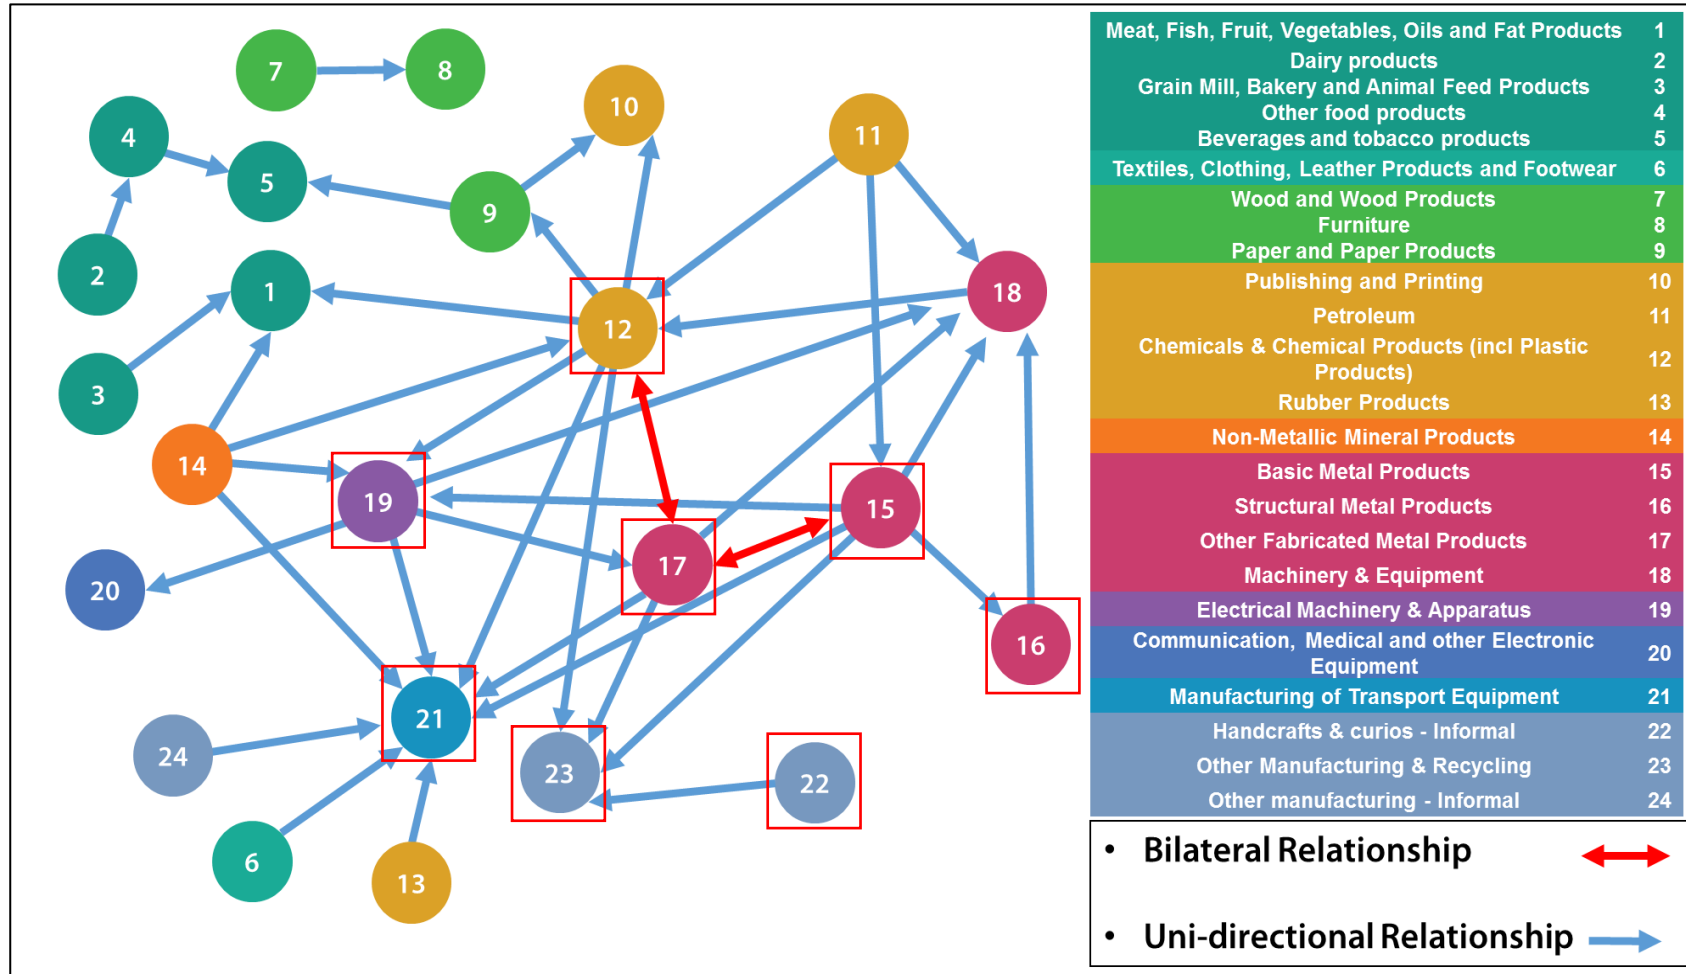 7
8
10
11
4
5
9
2
1
18
12
3
14
19
15
17
20
16
21
24
23
22
6
13
Meat, Fish, Fruit, Vegetables, Oils and Fat Products 1
Dairy products 2
Grain Mill, Bakery and Animal Feed Products 3
Other food products 4
Beverages and tobacco products 5
Textiles, Clothing, Leather Products and Footwear 6
Wood and Wood Products 7
Furniture 8
Paper and Paper Products 9
Publishing and Printing 10
Petroleum 11
Chemicals & Chemical Products (incl Plastic
Products) 12
Rubber Products 13
Non-Metallic Mineral Products 14
Basic Metal Products 15
Structural Metal Products 16
Other Fabricated Metal Products 17
Machinery & Equipment 18
Electrical Machinery & Apparatus 19
Communication, Medical and other Electronic
Equipment 20
Manufacturing of Transport Equipment 21
Handcrafts & curios - Informal 22
Other Manufacturing & Recycling 23
Other manufacturing - Informal 24
• Bilateral Relationship
• Uni-directional Relationship